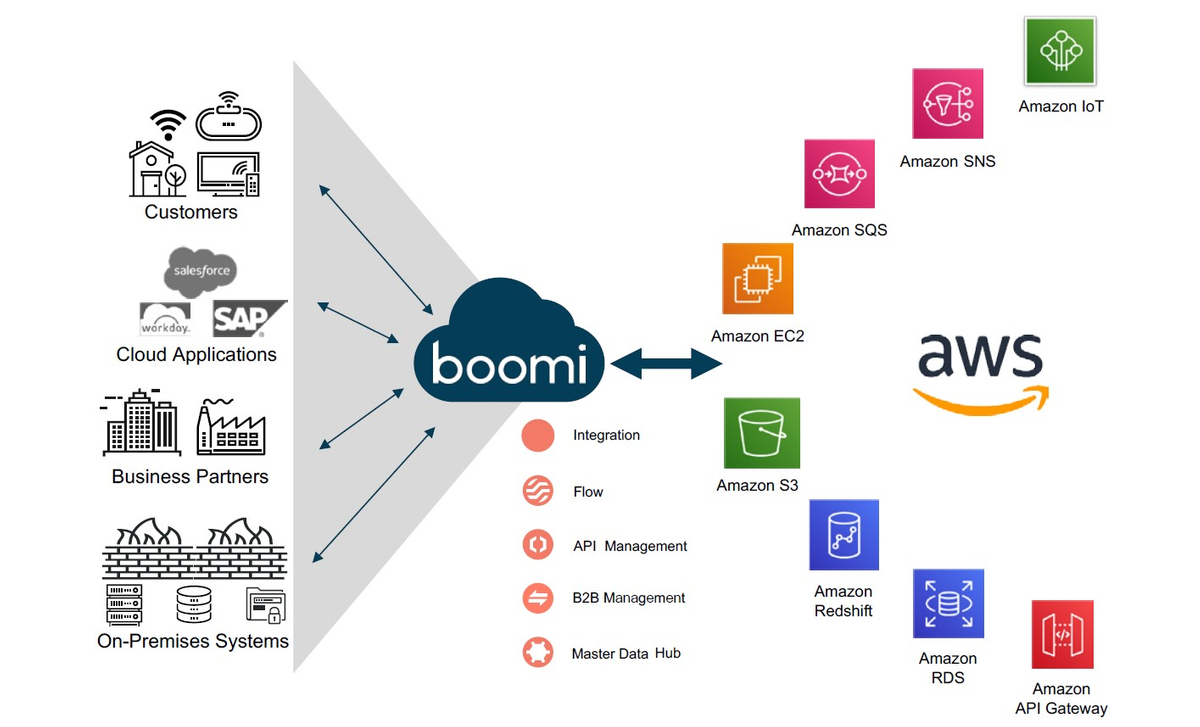 Customers
salesforce
workday.
SAP
Cloud Applications
Business Partners
On-Premises Systems
boomi
Integration
Flow
API Management
B2B Management
Master Data Hub
Amazon IoT
Amazon SNS
Amazon SQS
Amazon EC2
aws
Amazon S3
Amazon
Redshift
Amazon
RDS
Amazon
API Gateway